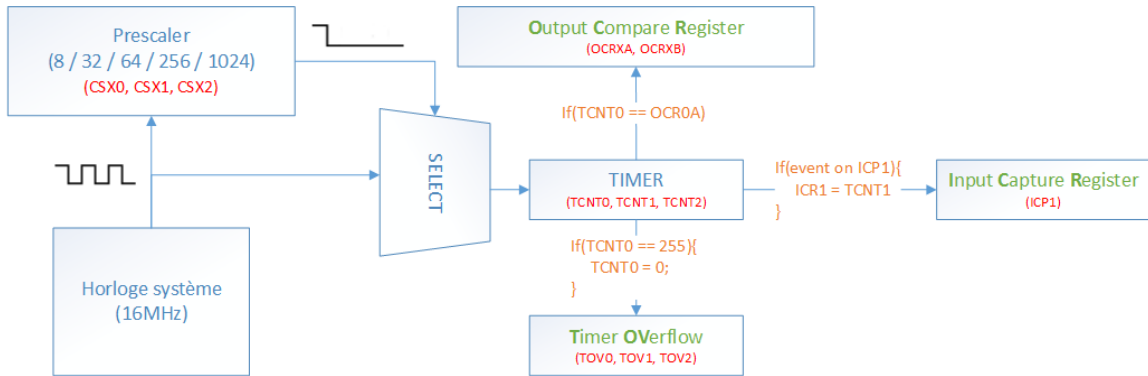 Prescaler
(8 / 32 / 64 / 256 / 1024)
(CSX0, CSX1, CSX2)
Output Compare Register
(OCRXA, OCRXB)
If(TCNT0 == OCR0A)
SELECT
TIMER
(TCNT0, TCNT1, TCNT2)
If(event on ICP1){
ICR1 = TCNT1
}
Input Capture Register
(ICP1)
Horloge système
(16MHz)
If(TCNT0 == 255){
TCNT0 = 0;
}
Timer OVerflow
(TOV0, TOV1, TOV2)